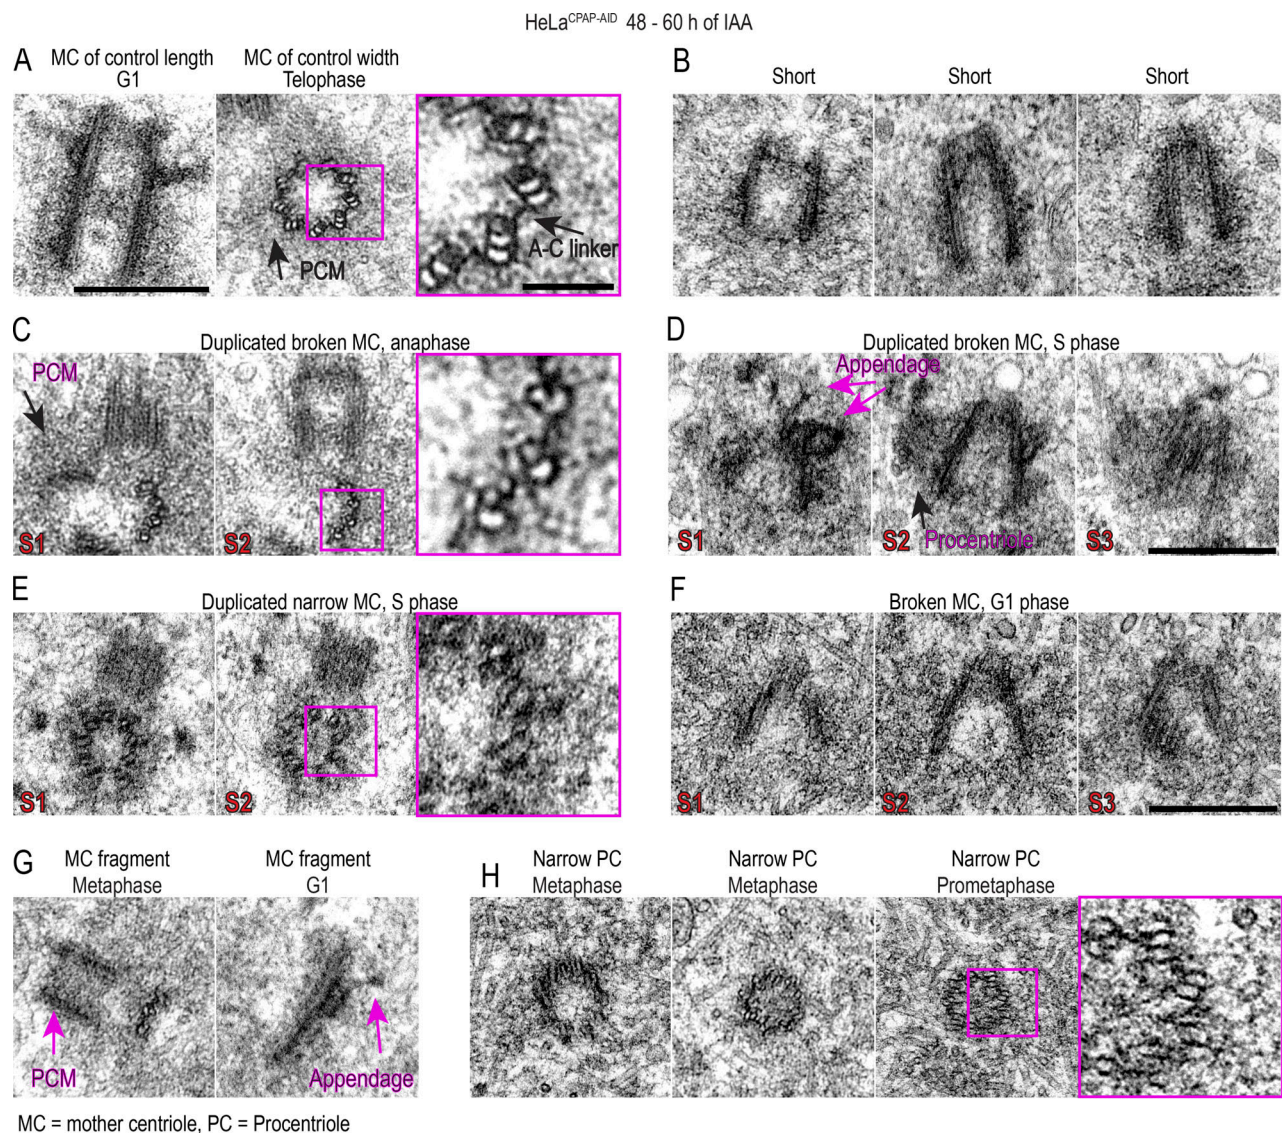 HeLaCPAP-AID 48 - 60 h of IAA
A
MC of control length
G1
MC of control width
Telophase
PCM
A-C linker
B
Short
Short
Short
C
Duplicated broken MC, anaphase
PCM
S1
S2
D
Duplicated broken MC, S phase
Appendage
Procentriole
S1
S2
S3
E
Duplicated narrow MC, S phase
S1
S2
F
Broken MC, G1 phase
S1
S2
S3
G
MC fragment
Metaphase
MC fragment
G1
PCM
Appendage
H
Narrow PC
Metaphase
Narrow PC
Metaphase
Narrow PC
Prometaphase
MC = mother centriole, PC = Procentriole